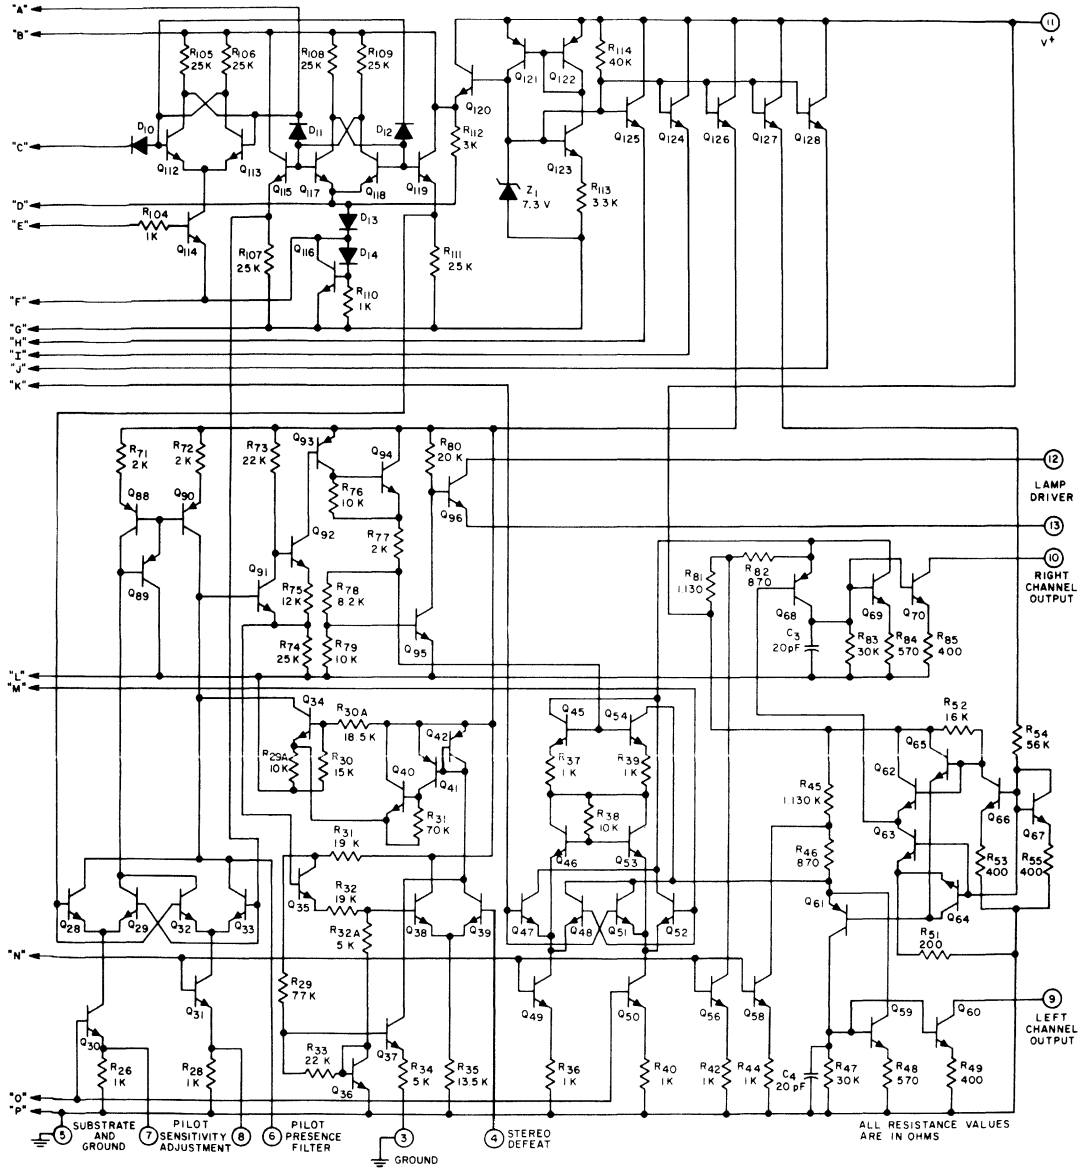 "A"
"B"
R105 25K
R106 25K
R108 25K
R109 25K
R114 40K
11
V+
Q120
Q121
Q122
Q125
Q124
Q126
Q127
Q128
D10
"C"
Q112
Q113
D11
D12
R112 3K
Q123
Q115
Q117
Q118
Q119
Z1 7.3 V
R113 3.3K
"D"
"E"
R104 1K
Q114
D13
Q116
D14
R107 25K
R111 25K
R110 1K
"F"
"G"
"H"
"I"
"J"
"K"
R71 2K
R72 2K
R73 22K
Q93
Q94
R80 20K
12
LAMP
DRIVER
Q88
Q90
R76 10K
Q96
13
Q92
R77 2K
Q91
Q89
R75 12K
R78 8.2K
R81 1.130
R82 870
10
RIGHT
CHANNEL
OUTPUT
Q68
Q69
Q70
R74 25K
R79 10K
Q95
C3 20pF
R83 30K
R84 570
R85 400
"L"
"M"
Q34
R30A 18.5K
Q42
Q45
Q54
R52 16K
R54 56K
R29A 10K
R30 15K
Q40
Q41
R37 1K
R39 1K
Q65
Q62
R45 1.130K
R31 70K
R38 10K
Q66
Q67
R31 19K
Q46
Q53
Q63
R46 870
R53 400
R55 400
Q35
R32 19K
Q61
Q64
Q28
Q29
Q32
Q33
R32A 5K
Q38
Q39
Q47
Q48
Q51
Q52
R51 200
"N"
R29 77K
Q31
Q49
Q50
Q56
Q58
Q59
Q60
9
LEFT
CHANNEL
OUTPUT
Q30
Q37
R26 1K
R28 1K
R33 22K
Q36
R34 5K
R35 13.5K
R36 1K
R40 1K
R42 1K
R44 1K
C4 20pF
R47 30K
R48 570
R49 400
"O"
"P"
5
SUBSTRATE
AND
GROUND
7
PILOT
SENSITIVITY
ADJUSTMENT
8
6
PILOT
PRESENCE
FILTER
3
GROUND
4
STEREO
DEFEAT
ALL RESISTANCE VALUES
ARE IN OHMS